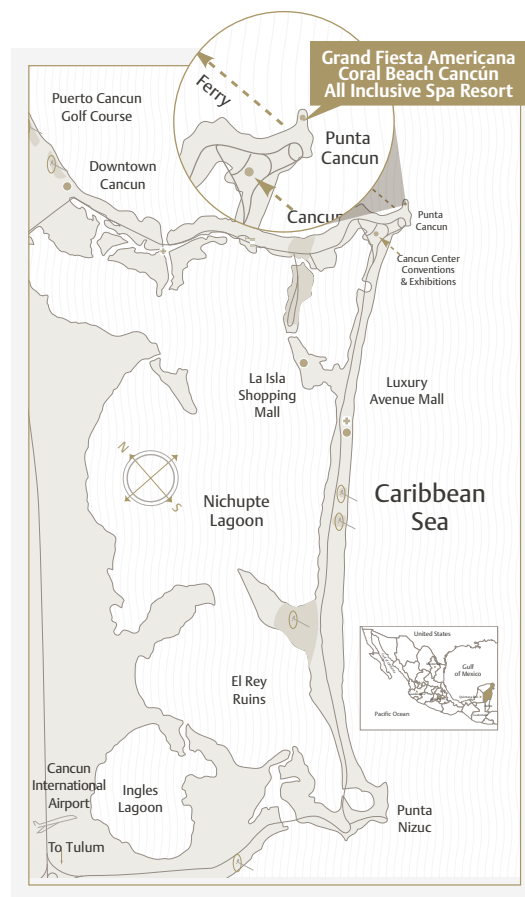 Grand Fiesta Americana
Coral Beach Cancún
All Inclusive Spa Resort
Ferry
Puerto Cancun
Golf Course
Punta
Cancun
Downtown
Cancun
Cancun
Punta
Cancun
Cancun Center
Conventions
& Exhibitions
La Isla
Shopping
Mall
Luxury
Avenue Mall
N
S
Nichupte
Lagoon
Caribbean
Sea
United States
Gulf
of Mexico
Pacific Ocean
El Rey
Ruins
Cancun
International
Airport
Ingles
Lagoon
Punta
Nizuc
To Tulum